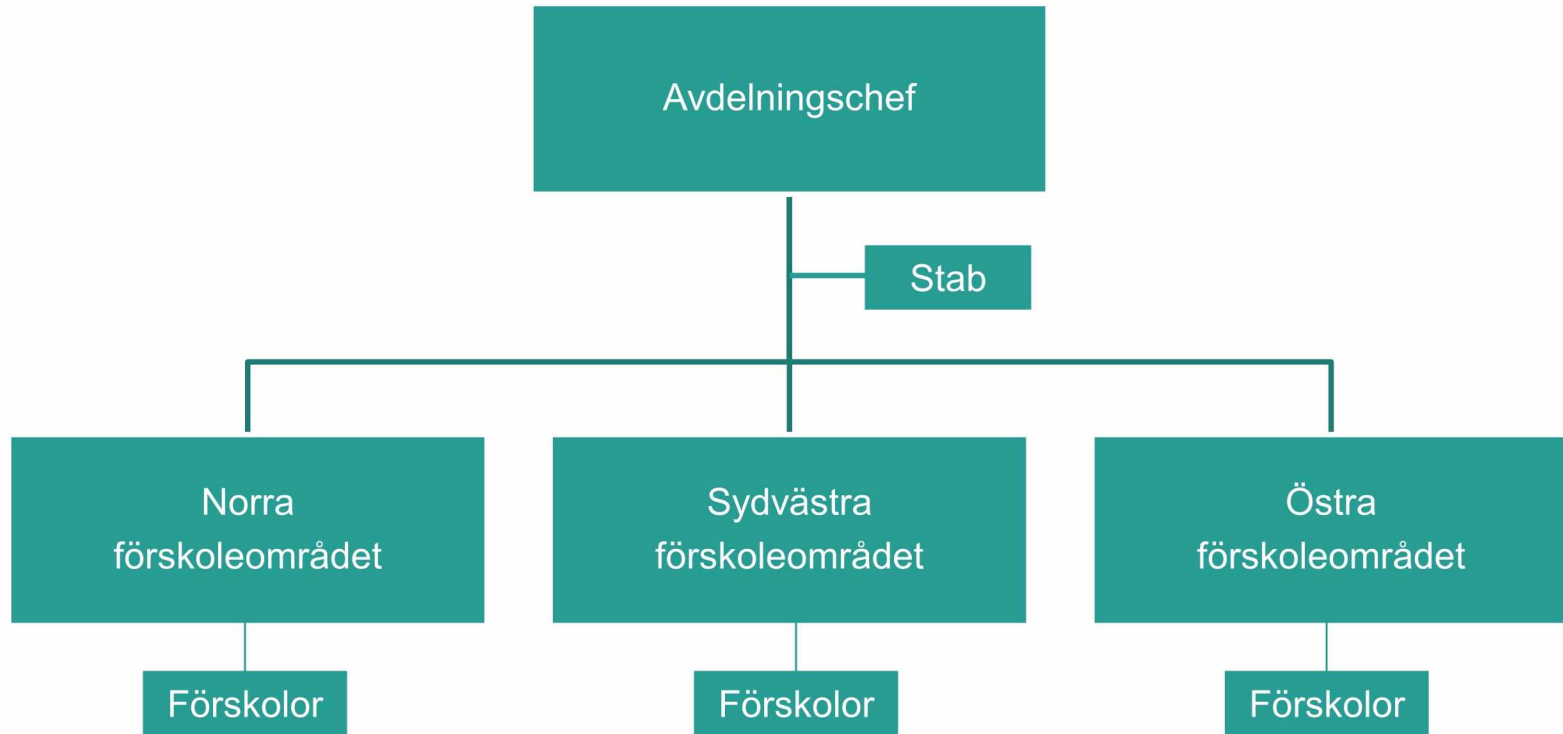 Avdelningschef
Stab
Norra
förskoleområdet
Sydvästra
förskoleområdet
Östra
förskoleområdet
Förskolor
Förskolor
Förskolor